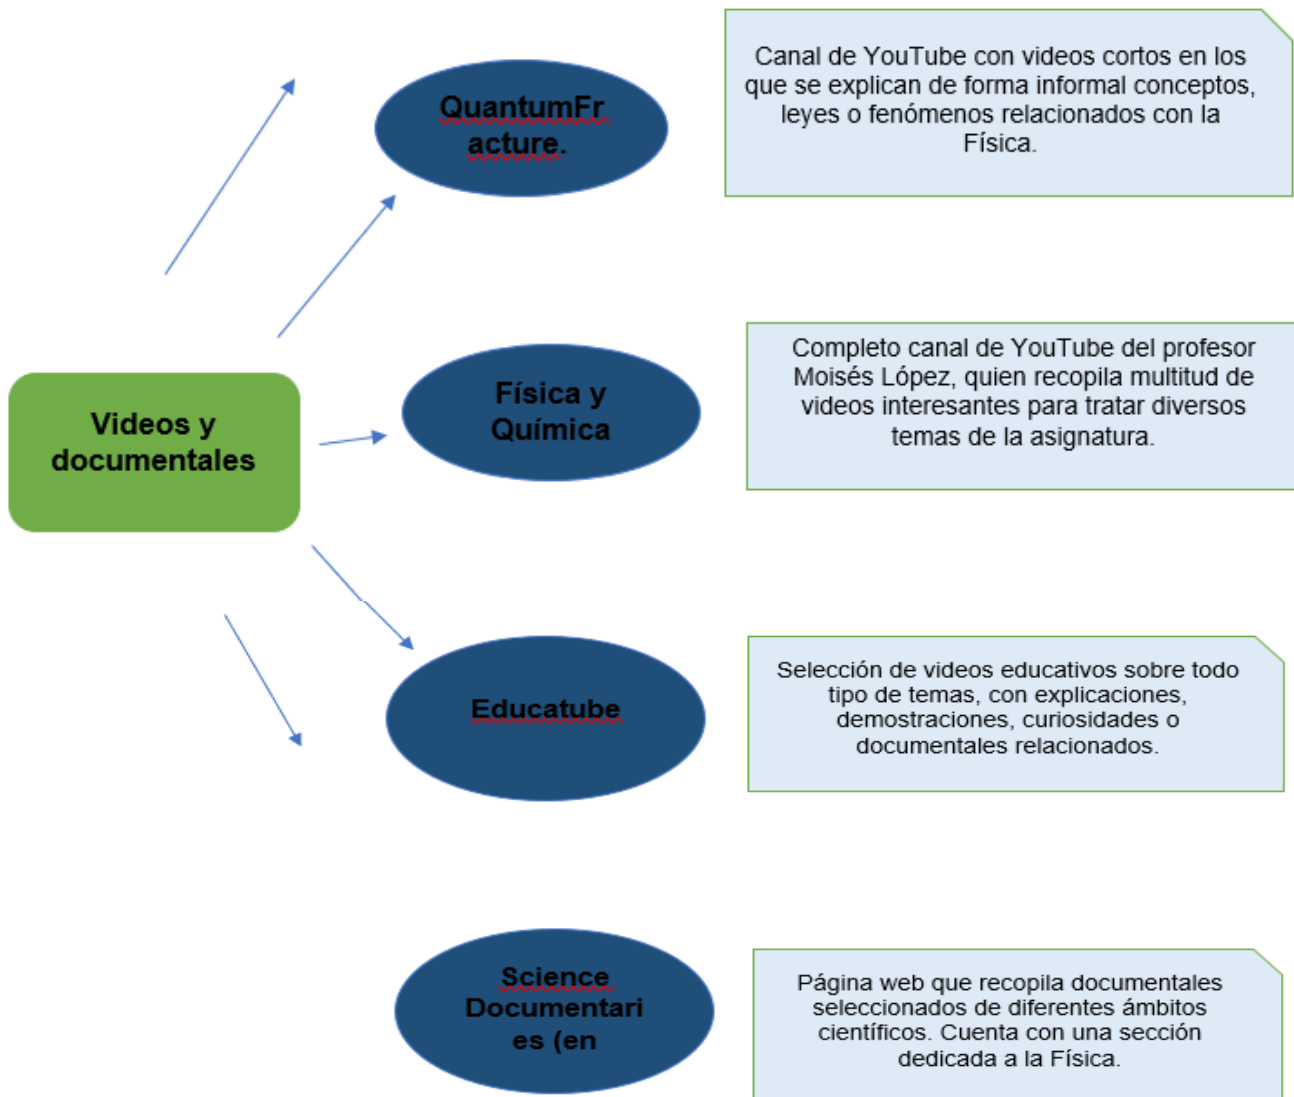 QuantumFr
acture.
Canal de YouTube con videos cortos en los
que se explican de forma informal conceptos,
leyes o fenómenos relacionados con la
Física.
Videos y
documentales
Física y
Química
Completo canal de YouTube del profesor
Moisés López, quien recopila multitud de
videos interesantes para tratar diversos
temas de la asignatura.
Educatube
Selección de videos educativos sobre todo
tipo de temas, con explicaciones,
demostraciones, curiosidades o
documentales relacionados.
Science
Documentari
es (en
Página web que recopila documentales
seleccionados de diferentes ámbitos
científicos. Cuenta con una sección
dedicada a la Física.